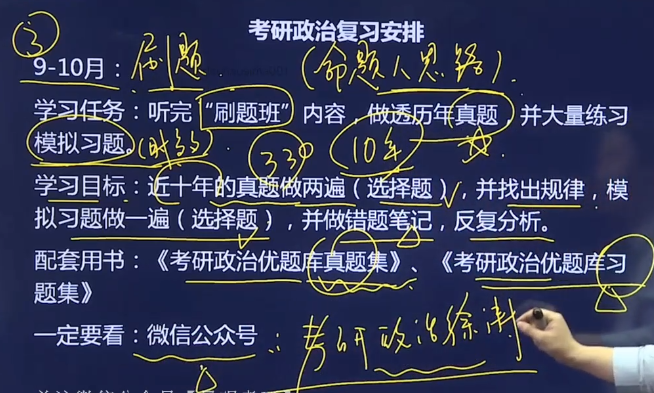 考研政治复习安排
③
9-10月：刷题（命题人思路）
学习任务：听完“刷题班”内容，做透历年真题，并大量练习
模拟习题。（时政） 330 10年
学习目标：近十年的真题做两遍（选择题），并找出规律，模
拟习题做一遍（选择题），并做错题笔记，反复分析。
配套用书：《考研政治优题库真题集》、《考研政治优题库习
题集》
一定要看：微信公众号：考研政治徐涛